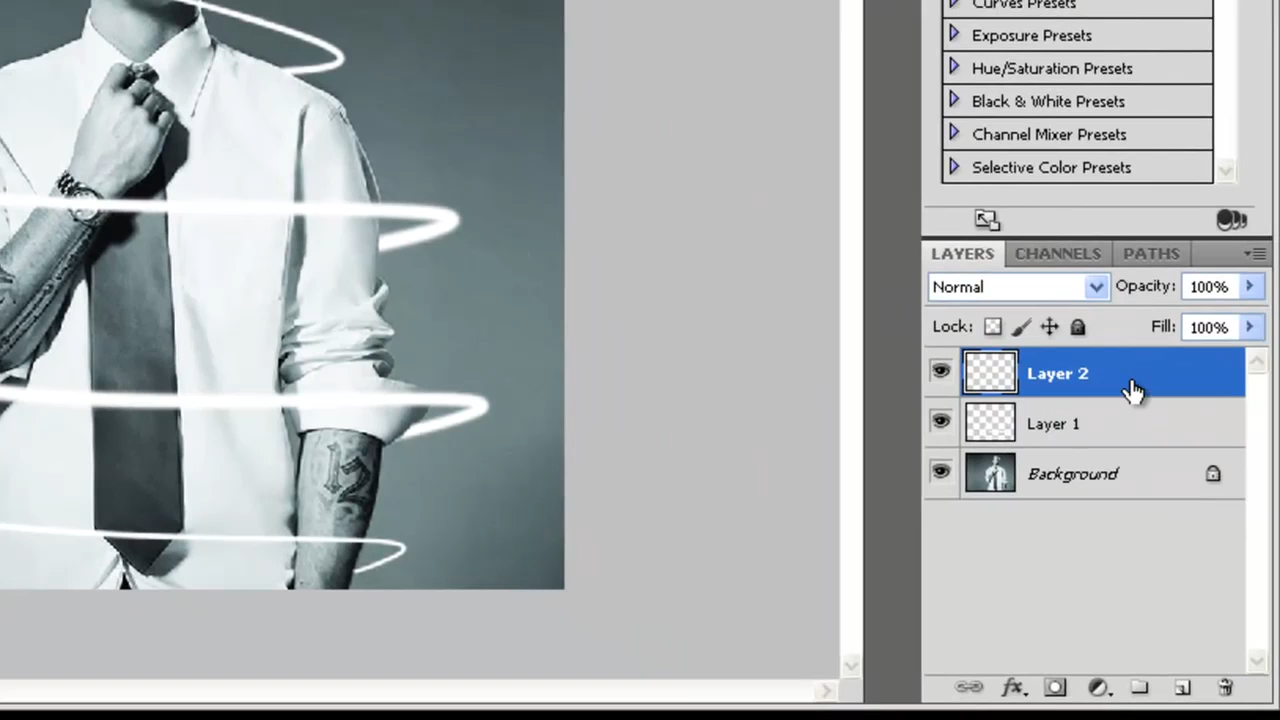 Curves Presets
Exposure Presets
Hue/Saturation Presets
Black & White Presets
Channel Mixer Presets
Selective Color Presets
LAYERS CHANNELS PATHS
Normal Opacity: 100%
Lock: Fill: 100%
Layer 2
Layer 1
Background
fx
12